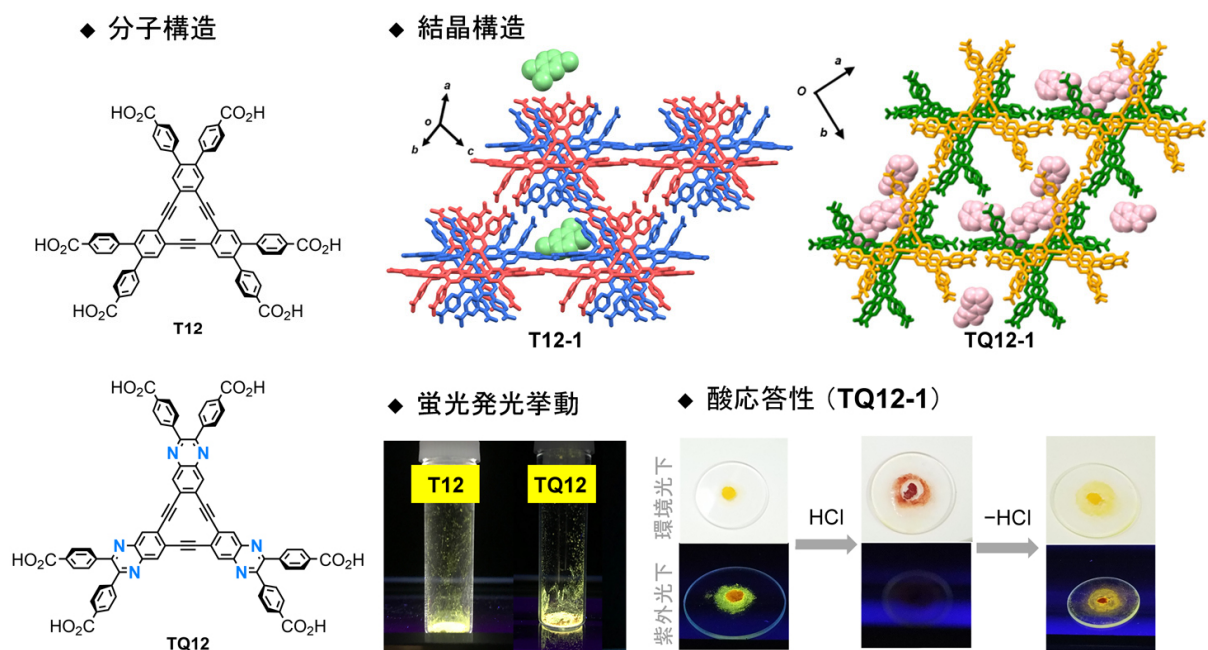 ◆ 分子構造
CO₂H
HO₂C
HO₂C
CO₂H
HO₂C
CO₂H
T12
CO₂H
CO₂H
N
N
N
N
N
N
HO₂C
CO₂H
HO₂C
CO₂H
TQ12
◆ 結晶構造
a
o
b
c
T12-1
a
O
b
TQ12-1
◆ 蛍光発光挙動
T12
TQ12
◆ 酸応答性（TQ12-1）
環境光下
紫外光下
HCl
−HCl